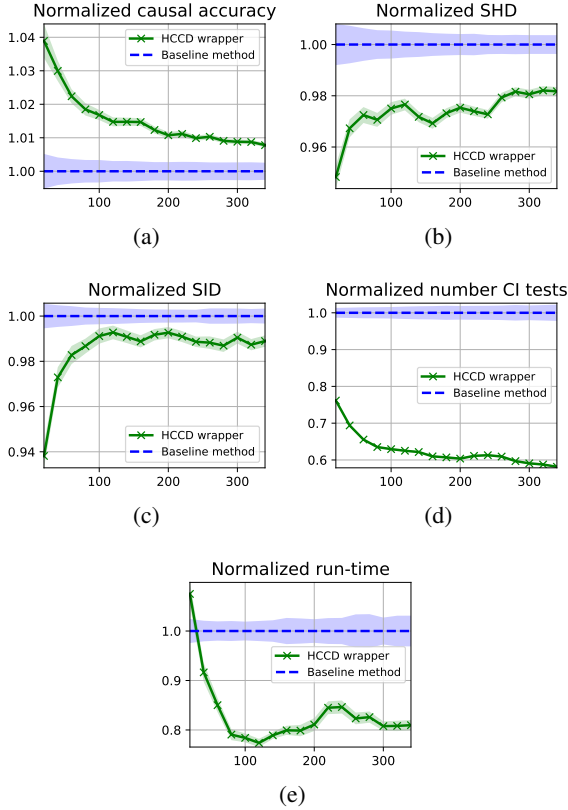 Normalized causal accuracy
1.04
1.03
1.02
1.01
1.00
100
200
300
HCCD wrapper
Baseline method
(a)
Normalized SHD
1.00
0.98
0.96
100
200
300
HCCD wrapper
Baseline method
(b)
Normalized SID
1.00
0.98
0.96
0.94
100
200
300
HCCD wrapper
Baseline method
(c)
Normalized number CI tests
1.0
0.9
0.8
0.7
0.6
100
200
300
HCCD wrapper
Baseline method
(d)
Normalized run-time
1.0
0.9
0.8
100
200
300
HCCD wrapper
Baseline method
(e)